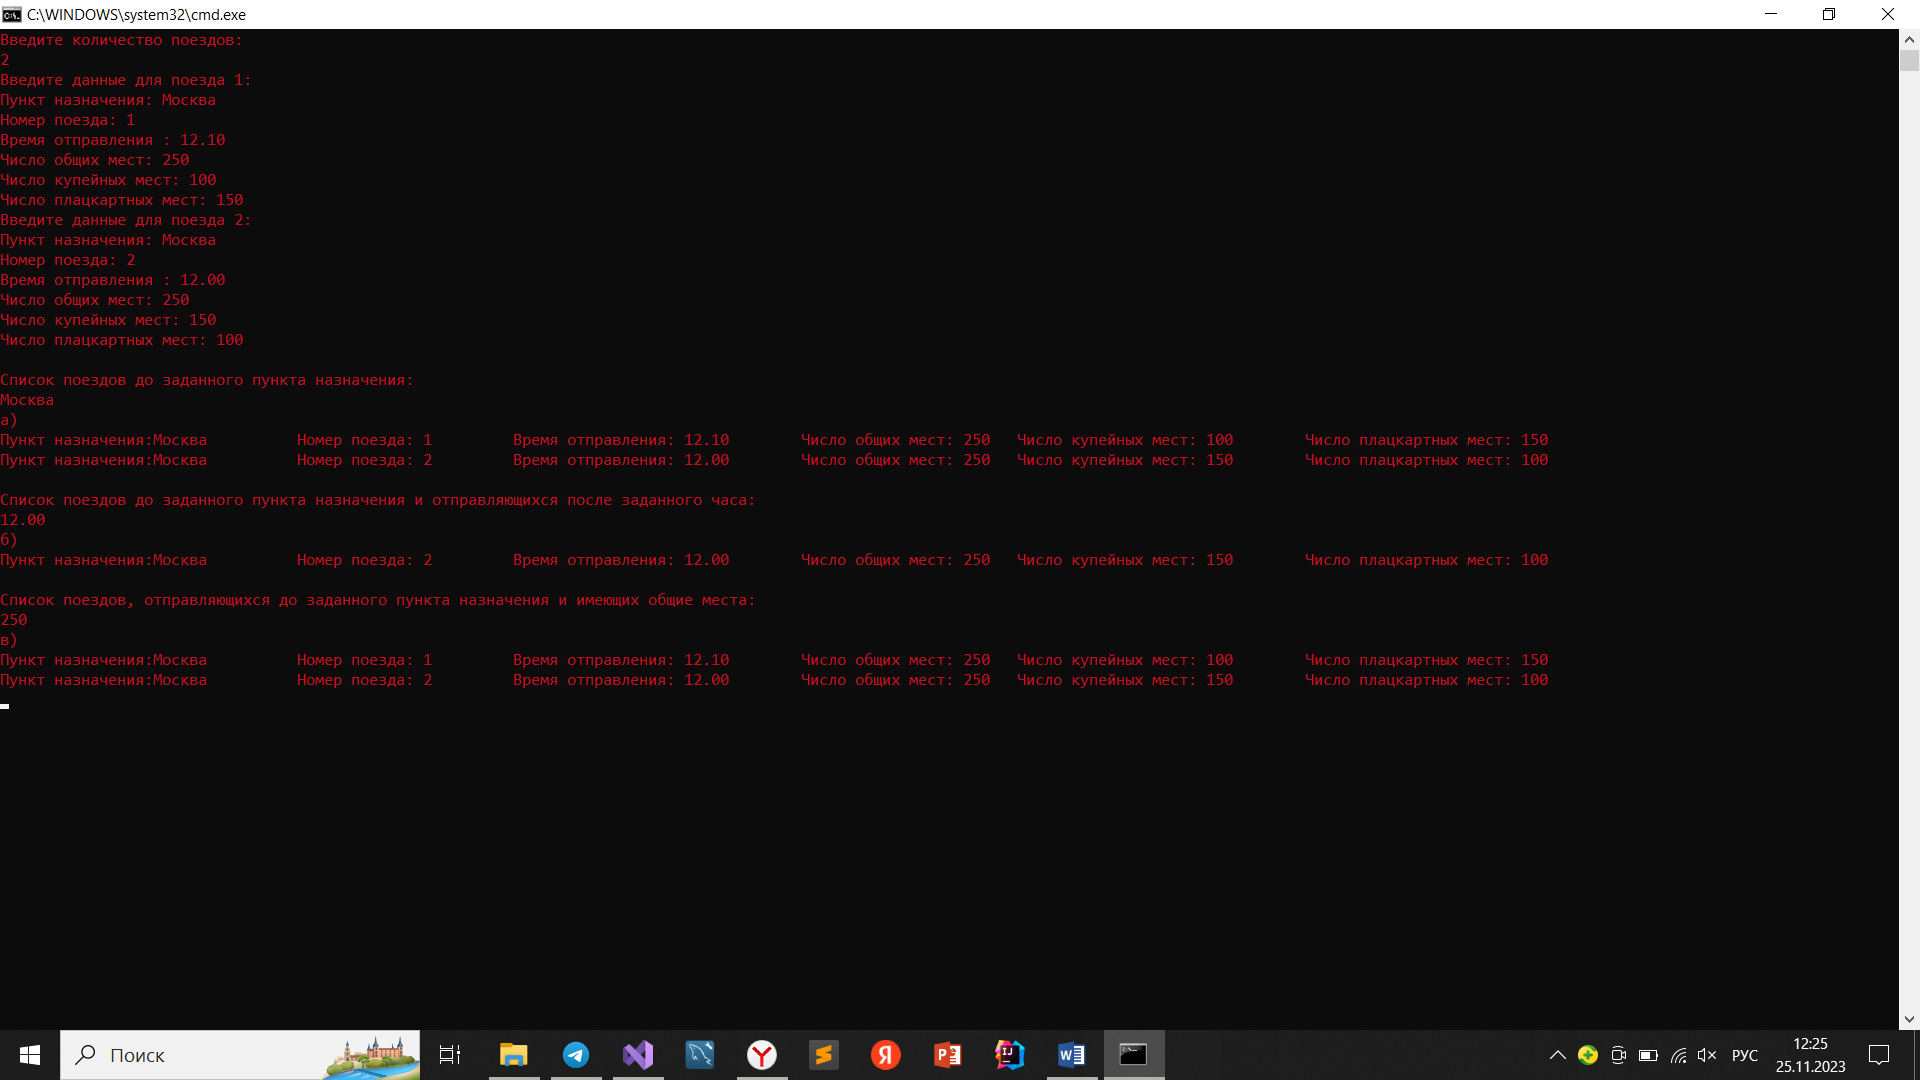 C:\WINDOWS\system32\cmd.exe
Введите количество поездов:
2
Введите данные для поезда 1:
Пункт назначения: Москва
Номер поезда: 1
Время отправления : 12.10
Число общих мест: 250
Число купейных мест: 100
Число плацкартных мест: 150
Введите данные для поезда 2:
Пункт назначения: Москва
Номер поезда: 2
Время отправления : 12.00
Число общих мест: 250
Число купейных мест: 150
Число плацкартных мест: 100
Список поездов до заданного пункта назначения:
Москва
а)
Пункт назначения:Москва Номер поезда: 1 Время отправления: 12.10 Число общих мест: 250 Число купейных мест: 100 Число плацкартных мест: 150
Пункт назначения:Москва Номер поезда: 2 Время отправления: 12.00 Число общих мест: 250 Число купейных мест: 150 Число плацкартных мест: 100
Список поездов до заданного пункта назначения и отправляющихся после заданного часа:
12.00
б)
Пункт назначения:Москва Номер поезда: 2 Время отправления: 12.00 Число общих мест: 250 Число купейных мест: 150 Число плацкартных мест: 100
Список поездов, отправляющихся до заданного пункта назначения и имеющих общие места:
250
в)
Пункт назначения:Москва Номер поезда: 1 Время отправления: 12.10 Число общих мест: 250 Число купейных мест: 100 Число плацкартных мест: 150
Пункт назначения:Москва Номер поезда: 2 Время отправления: 12.00 Число общих мест: 250 Число купейных мест: 150 Число плацкартных мест: 100
Поиск
РУС
12:25
25.11.2023